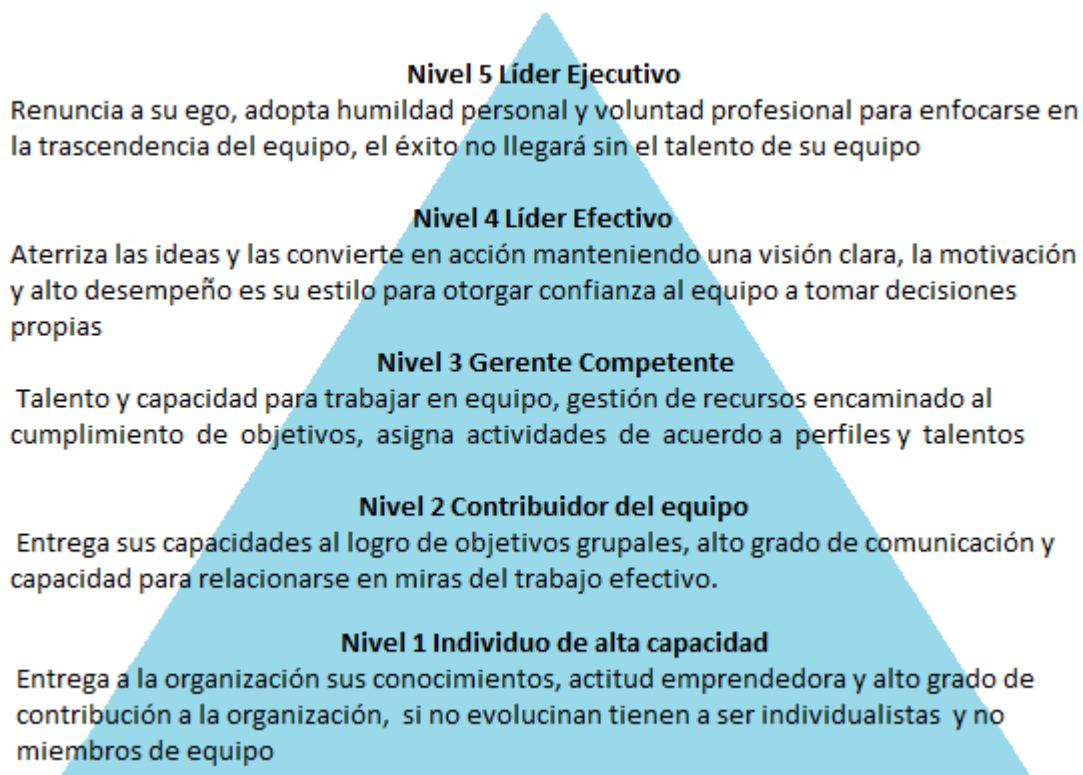 Nivel 5 Líder Ejecutivo
Renuncia a su ego, adopta humildad personal y voluntad profesional para enfocarse en
la trascendencia del equipo, el éxito no llegará sin el talento de su equipo
Nivel 4 Líder Efectivo
Aterriza las ideas y las convierte en acción manteniendo una visión clara, la motivación
y alto desempeño es su estilo para otorgar confianza al equipo a tomar decisiones
propias
Nivel 3 Gerente Competente
Talento y capacidad para trabajar en equipo, gestión de recursos encaminado al
cumplimiento de objetivos, asigna actividades de acuerdo a perfiles y talentos
Nivel 2 Contribuidor del equipo
Entrega sus capacidades al logro de objetivos grupales, alto grado de comunicación y
capacidad para relacionarse en miras del trabajo efectivo.
Nivel 1 Individuo de alta capacidad
Entrega a la organización sus conocimientos, actitud emprendedora y alto grado de
contribución a la organización, si no evolucinan tienen a ser individualistas y no
miembros de equipo